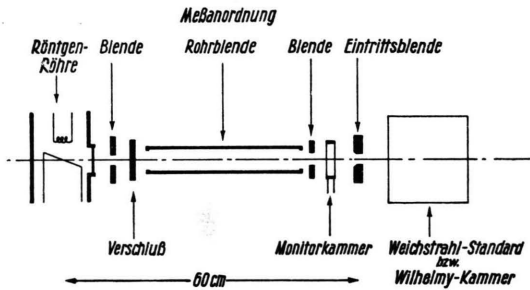 Meßanordnung
Röntgen-
Röhre
Blende
Rohrblende
Blende
Eintrittsblende
Verschluß
Monitorkammer
Weichstrahl-Standard
bzw.
Wilhelmy-Kammer
60cm